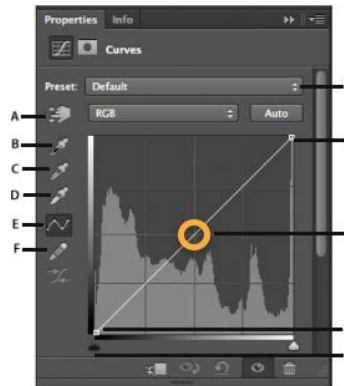 Properties Info
Curves
Preset: Default
A RGB Auto
B
C
D
E
F